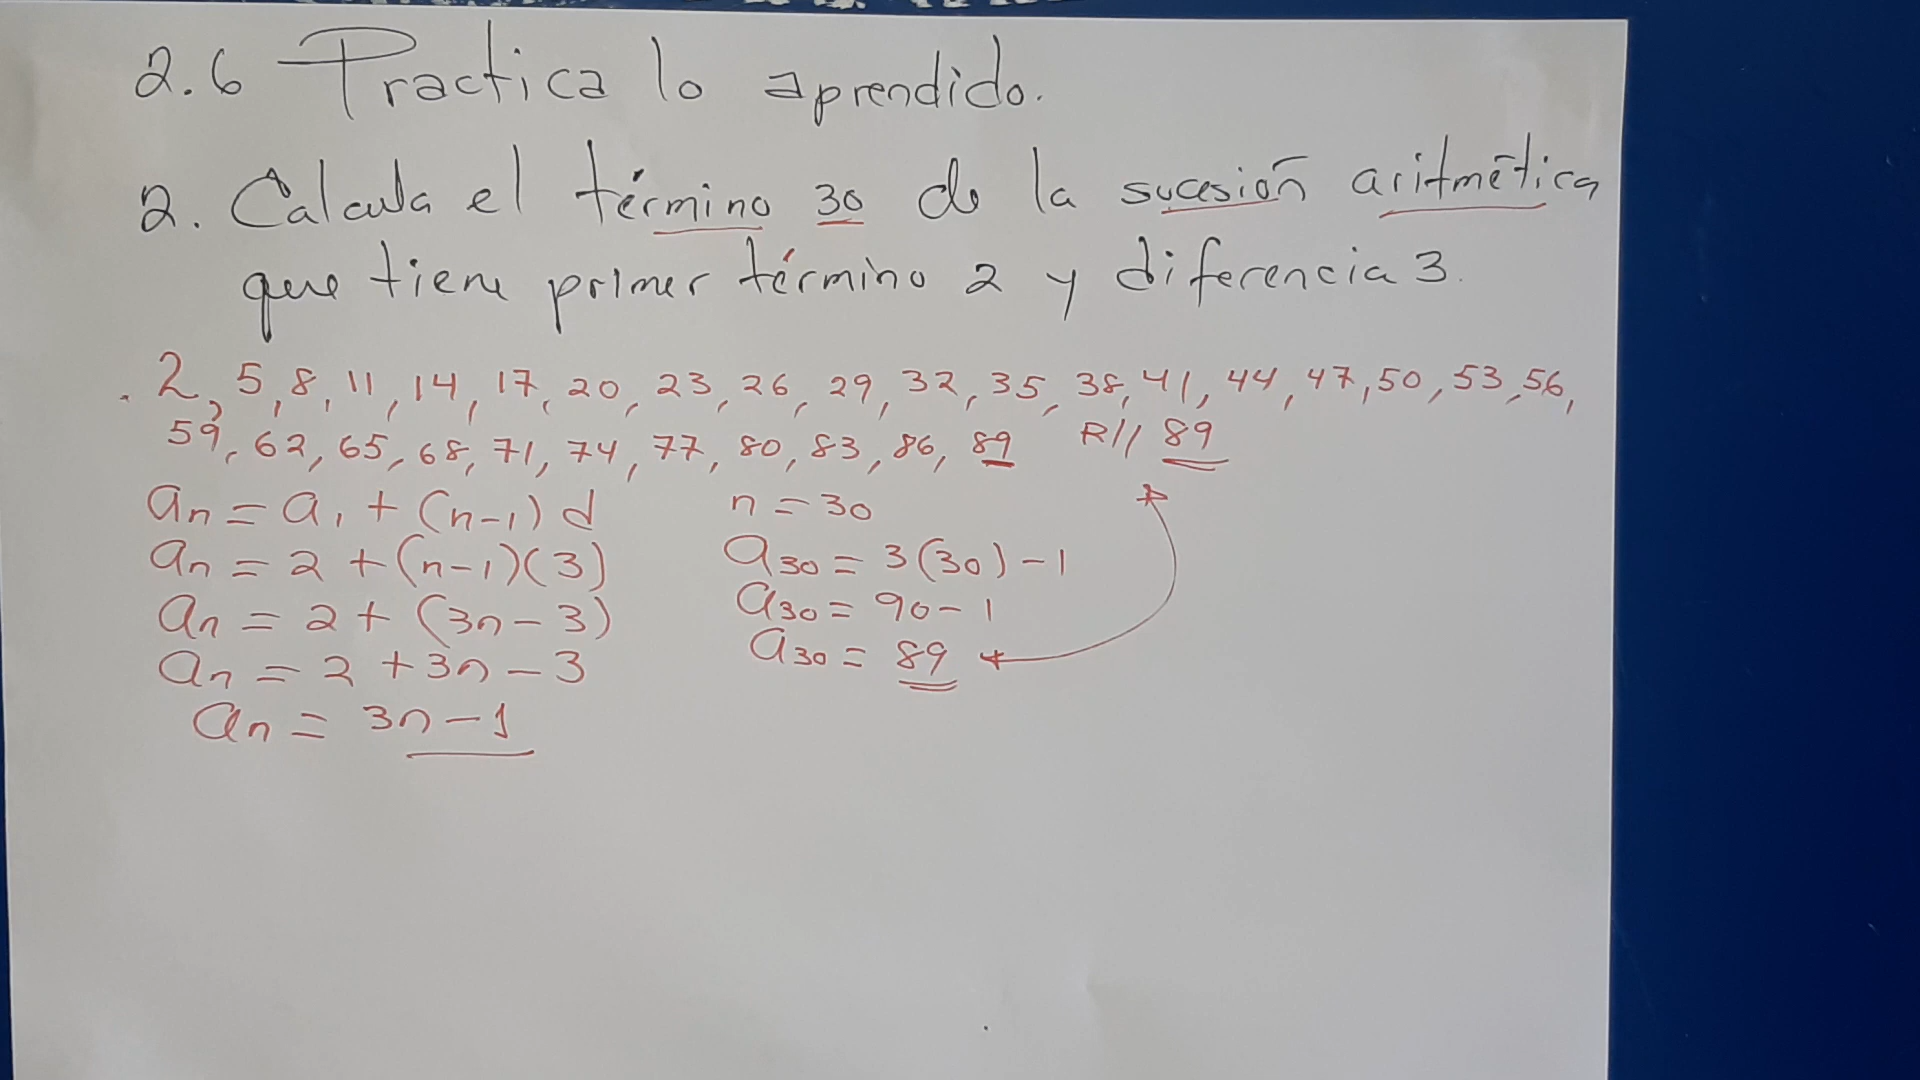 2.6 Practica lo aprendido.
2. Calcula el término 30 de la sucesión aritmética
que tiene primer término 2 y diferencia 3.
2, 5, 8, 11, 14, 17, 20, 23, 26, 29, 32, 35, 38, 41, 44, 47, 50, 53, 56,
59, 62, 65, 68, 71, 74, 77, 80, 83, 86, 89 R// 89
an = a1 + (n-1) d
an = 2 + (n-1)(3)
an = 2 + (3n - 3)
an = 2 + 3n - 3
an = 3n - 1
n = 30
a30 = 3(30) - 1
a30 = 90 - 1
a30 = 89